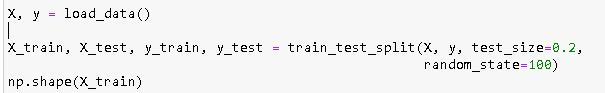 X, y = load_data()
X_train, X_test, y_train, y_test = train_test_split(X, y, test_size=0.2,
random_state=100)
np.shape(X_train)